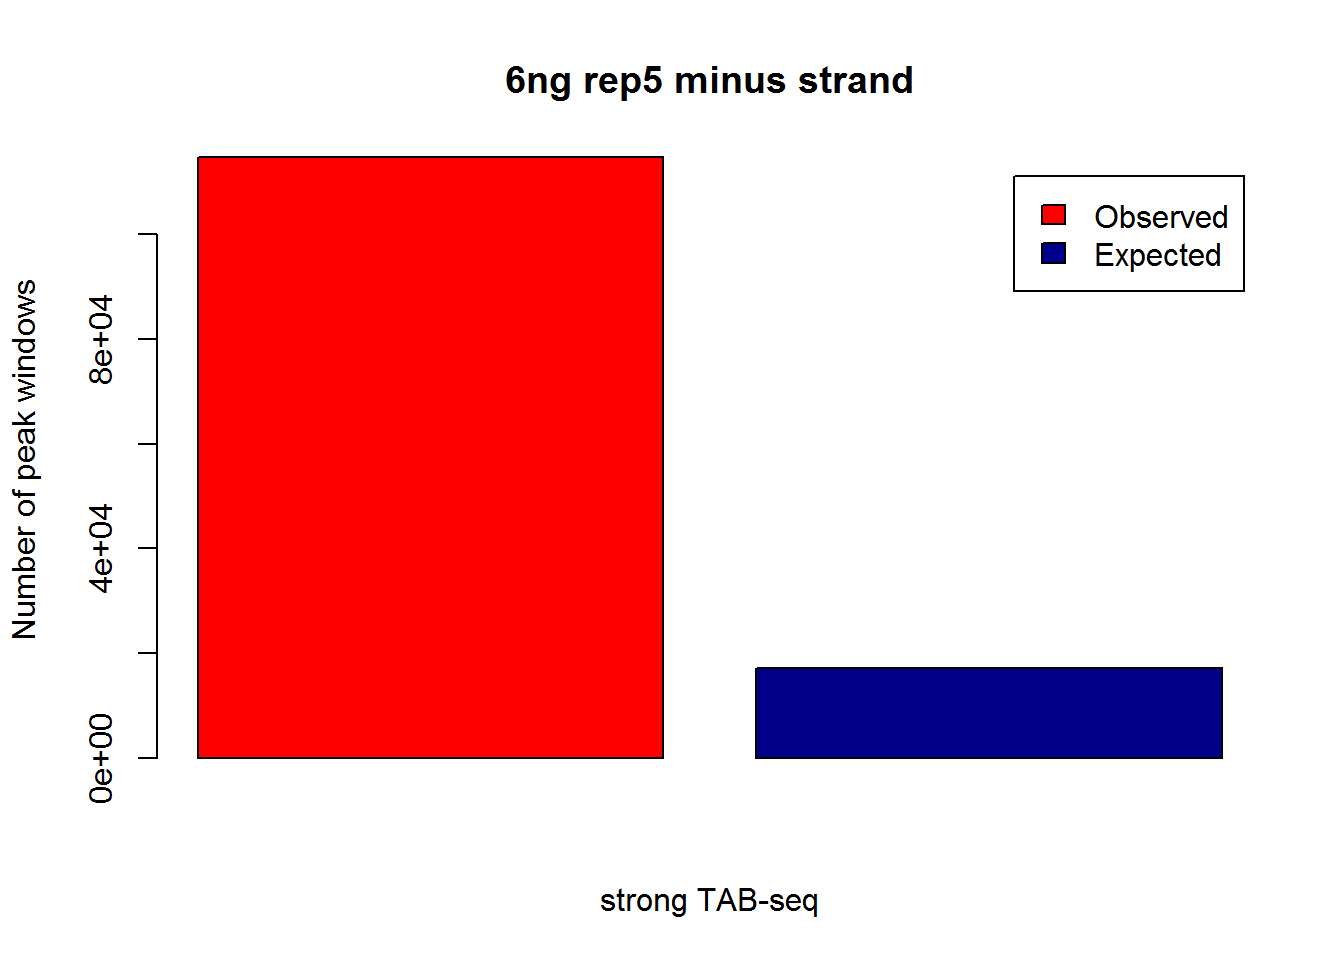 6ng rep5 minus strand
Observed
Expected
Number of peak windows
8e+04
4e+04
0e+00
strong TAB-seq